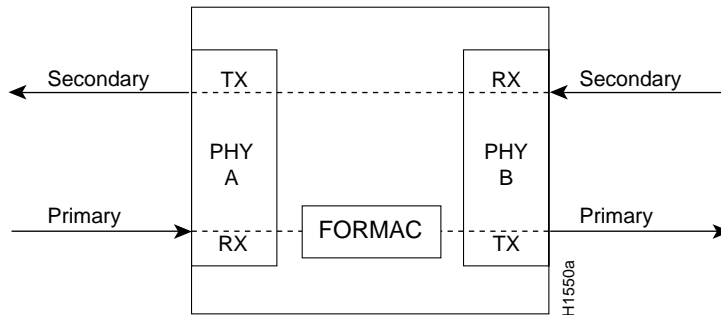 Secondary
TX
RX
Secondary
PHY
A
PHY
B
Primary
RX
FORMAC
TX
Primary
H1550a